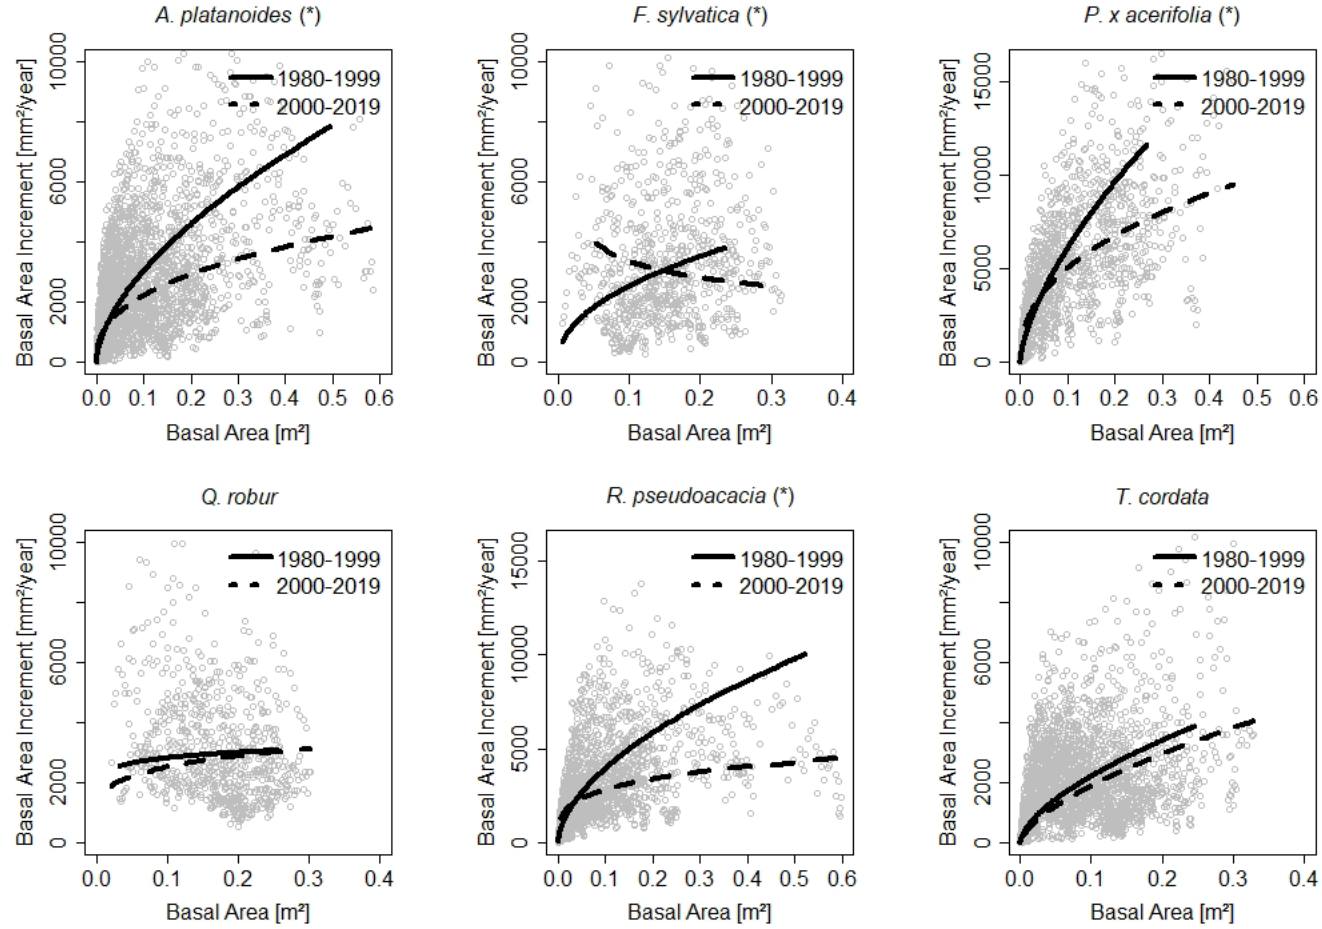 A. platanoides (*)
Basal Area Increment [mm²/year]
10000
6000
2000
0
1980-1999
2000-2019
0.0 0.1 0.2 0.3 0.4 0.5 0.6
Basal Area [m²]
F. sylvatica (*)
Basal Area Increment [mm²/year]
10000
6000
2000
0
1980-1999
2000-2019
0.0 0.1 0.2 0.3 0.4
Basal Area [m²]
P. x acerifolia (*)
Basal Area Increment [mm²/year]
15000
10000
5000
0
1980-1999
2000-2019
0.0 0.1 0.2 0.3 0.4 0.5 0.6
Basal Area [m²]
Q. robur
Basal Area Increment [mm²/year]
10000
6000
2000
0
1980-1999
2000-2019
0.0 0.1 0.2 0.3 0.4
Basal Area [m²]
R. pseudoacacia (*)
Basal Area Increment [mm²/year]
15000
10000
5000
0
1980-1999
2000-2019
0.0 0.1 0.2 0.3 0.4 0.5 0.6
Basal Area [m²]
T. cordata
Basal Area Increment [mm²/year]
10000
6000
2000
0
1980-1999
2000-2019
0.0 0.1 0.2 0.3 0.4
Basal Area [m²]